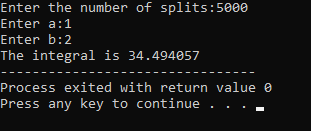 Enter the number of splits:5000
Enter a:1
Enter b:2
The integral is 34.494057
--------------------------------
Process exited with return value 0
Press any key to continue . . .